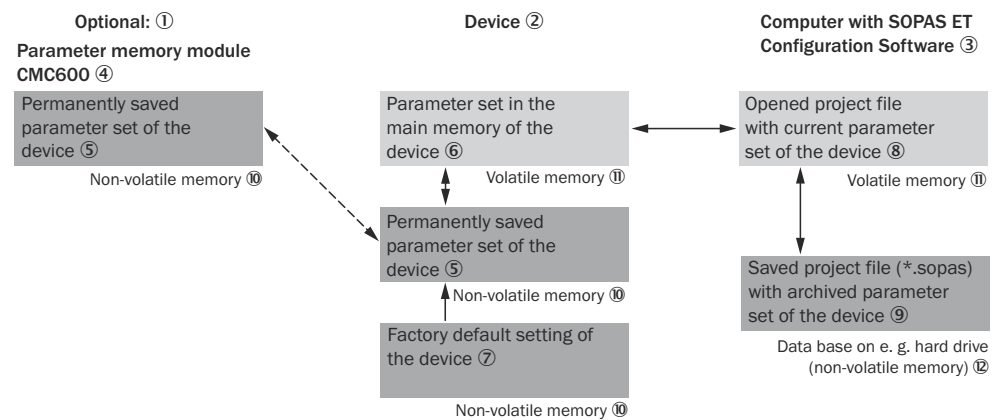 Optional: ①
Parameter memory module
CMC600 ④
Permanently saved
parameter set of the
device ⑤
Non-volatile memory ⑩
Device ②
Parameter set in the
main memory of the
device ⑥
Volatile memory ⑪
Permanently saved
parameter set of the
device ⑤
Non-volatile memory ⑩
Factory default setting of
the device ⑦
Non-volatile memory ⑩
Computer with SOPAS ET
Configuration Software ③
Opened project file
with current parameter
set of the device ⑧
Volatile memory ⑪
Saved project file (*.sopas)
with archived parameter
set of the device ⑨
Data base on e. g. hard drive
(non-volatile memory) ⑫